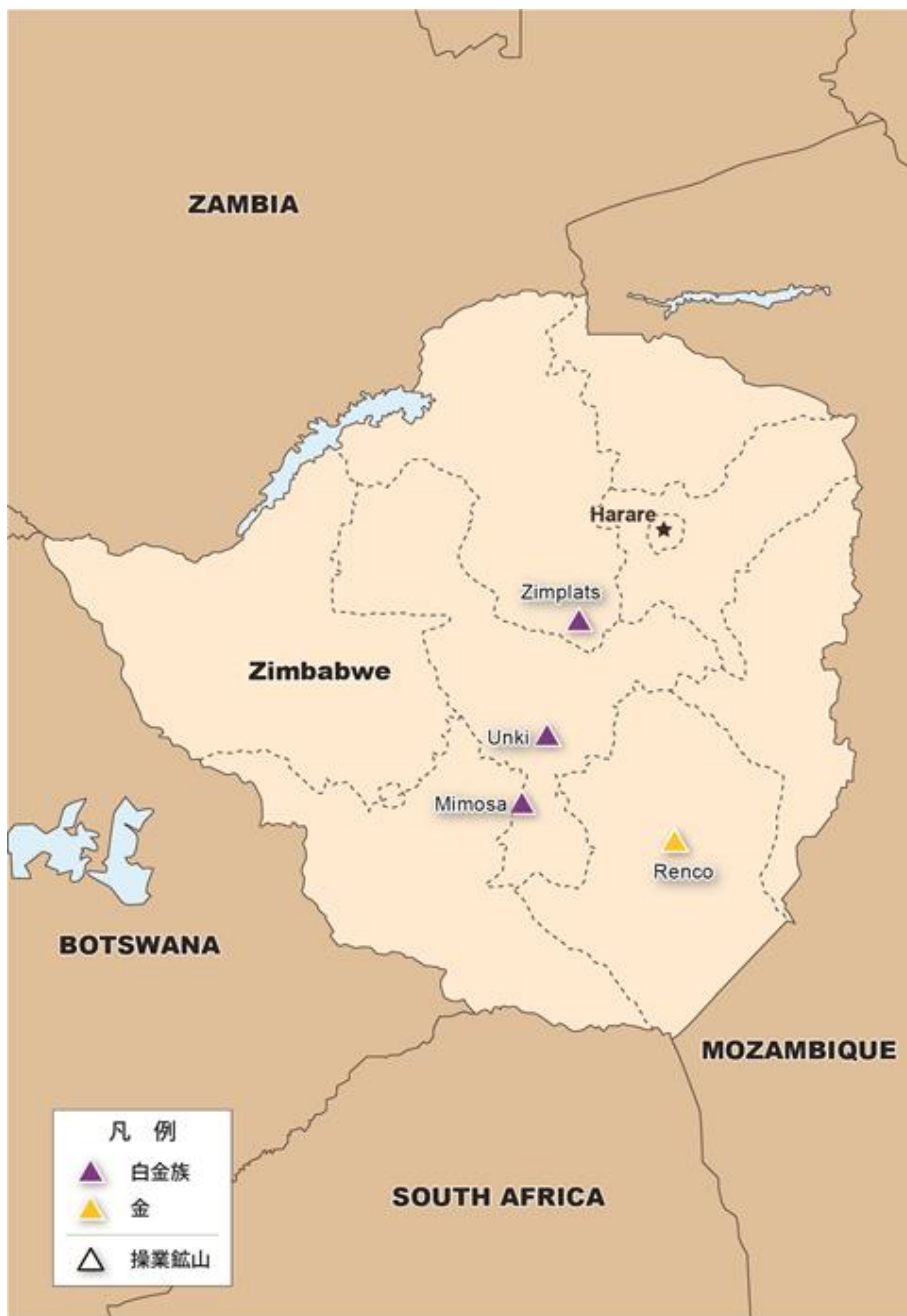 ZAMBIA
Harare
Zimplats
Zimbabwe
Unki
Mimosa
Renco
BOTSWANA
MOZAMBIQUE
SOUTH AFRICA
凡 例
白金族
金
操業鉱山